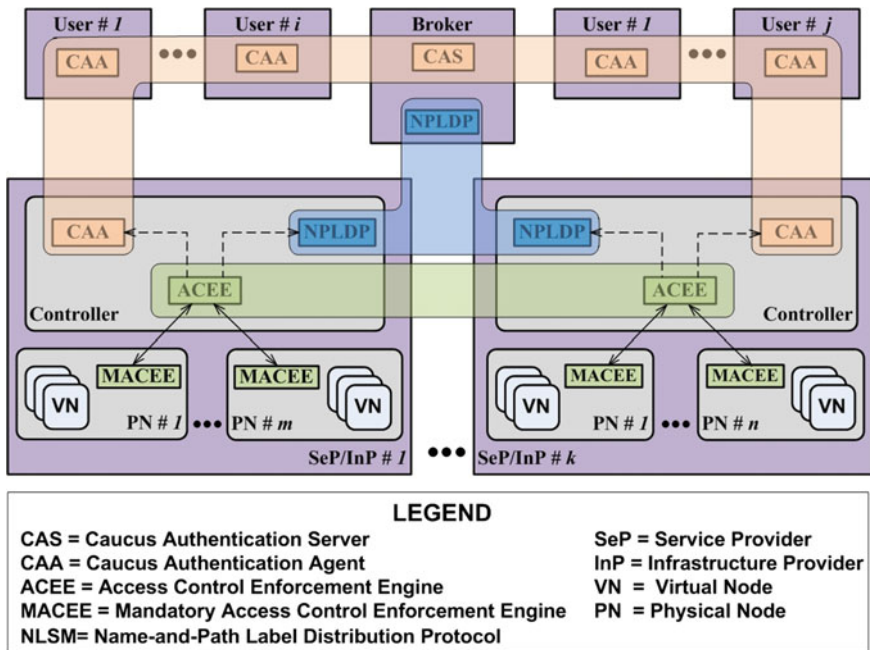 User # 1
User # i
Broker
User # 1
User # j
CAA
•••
CAA
CAS
CAA
•••
CAA
NPLDP
CAA
NPLDP
NPLDP
CAA
ACEE
ACEE
Controller
Controller
MACEE
MACEE
MACEE
MACEE
VN
VN
VN
VN
PN # 1 ••• PN # m
PN # 1 ••• PN # n
SeP/InP # 1 ••• SeP/InP # k
LEGEND
CAS = Caucus Authentication Server
CAA = Caucus Authentication Agent
ACEE = Access Control Enforcement Engine
MACEE = Mandatory Access Control Enforcement Engine
NLSM= Name-and-Path Label Distribution Protocol
SeP = Service Provider
InP = Infrastructure Provider
VN = Virtual Node
PN = Physical Node